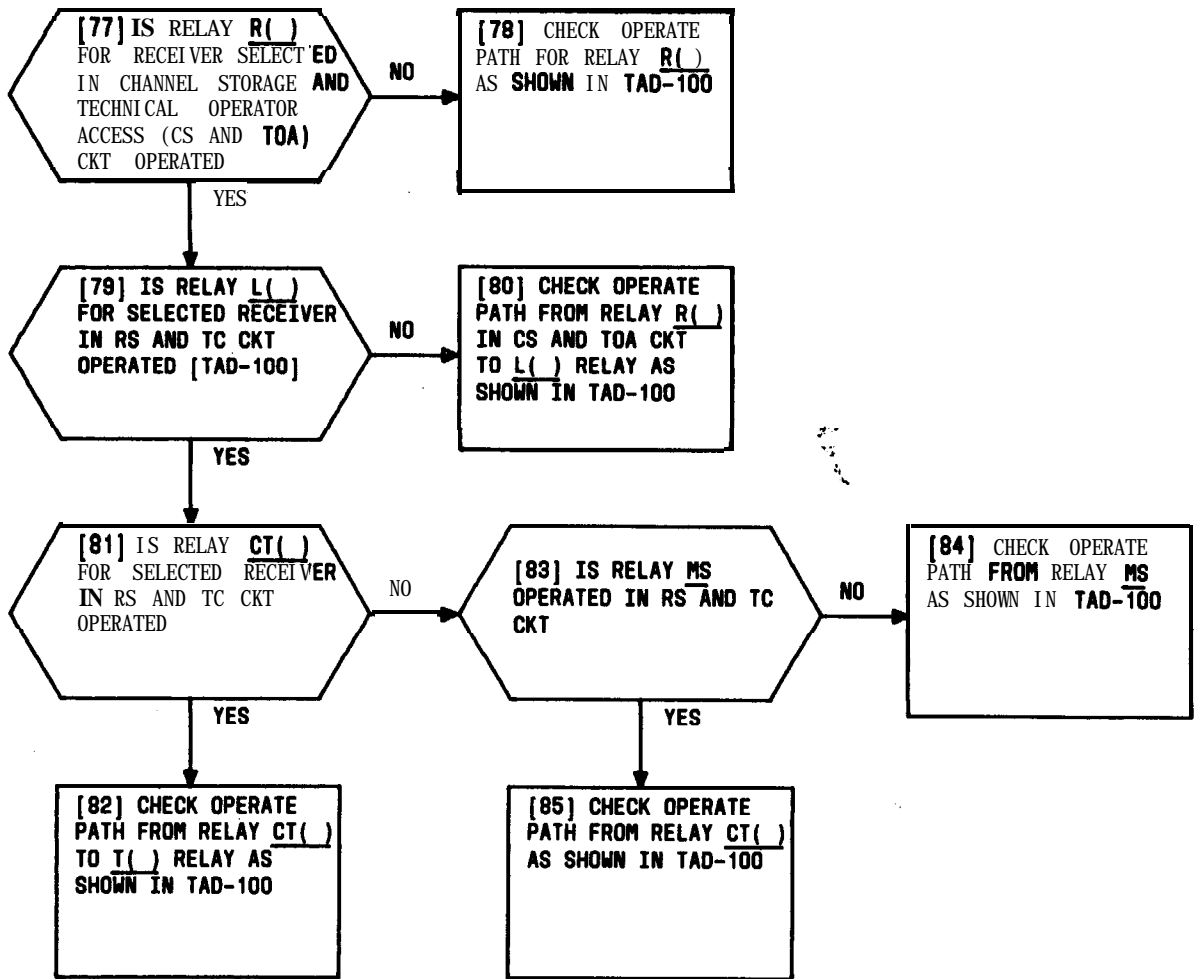 [77] IS RELAY R( )
FOR RECEIVER SELECTED
IN CHANNEL STORAGE AND
TECHNICAL OPERATOR
ACCESS (CS AND TOA)
CKT OPERATED
NO
[78] CHECK OPERATE
PATH FOR RELAY R( )
AS SHOWN IN TAD-100
YES
[79] IS RELAY L( )
FOR SELECTED RECEIVER
IN RS AND TC CKT
OPERATED [TAD-100]
NO
[80] CHECK OPERATE
PATH FROM RELAY R( )
IN CS AND TOA CKT
TO L( ) RELAY AS
SHOWN IN TAD-100
YES
[81] IS RELAY CT( )
FOR SELECTED RECEIVER
IN RS AND TC CKT
OPERATED
NO
[83] IS RELAY MS
OPERATED IN RS AND TC
CKT
NO
[84] CHECK OPERATE
PATH FROM RELAY MS
AS SHOWN IN TAD-100
YES
YES
[82] CHECK OPERATE
PATH FROM RELAY CT( )
TO T( ) RELAY AS
SHOWN IN TAD-100
[85] CHECK OPERATE
PATH FROM RELAY CT( )
AS SHOWN IN TAD-100